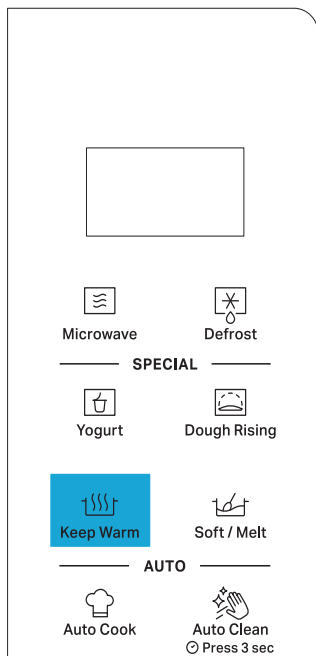 Microwave Defrost
SPECIAL
Yogurt Dough Rising
Keep Warm Soft / Melt
AUTO
Auto Cook Auto Clean
Press 3 sec